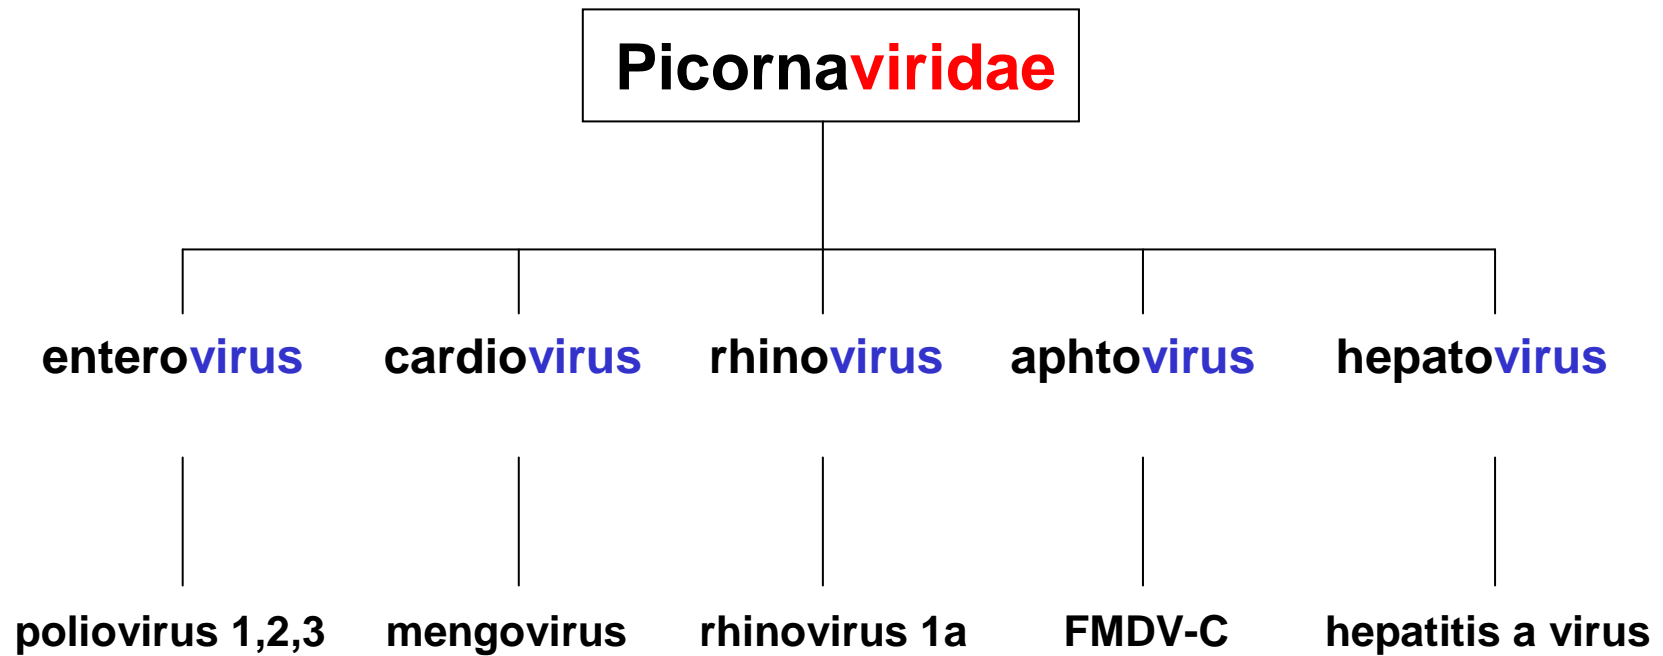 Picornaviridae
enterovirus cardiovirus rhinovirus aphtovirus hepatovirus
poliovirus 1,2,3 mengovirus rhinovirus 1a FMDV-C hepatitis a virus